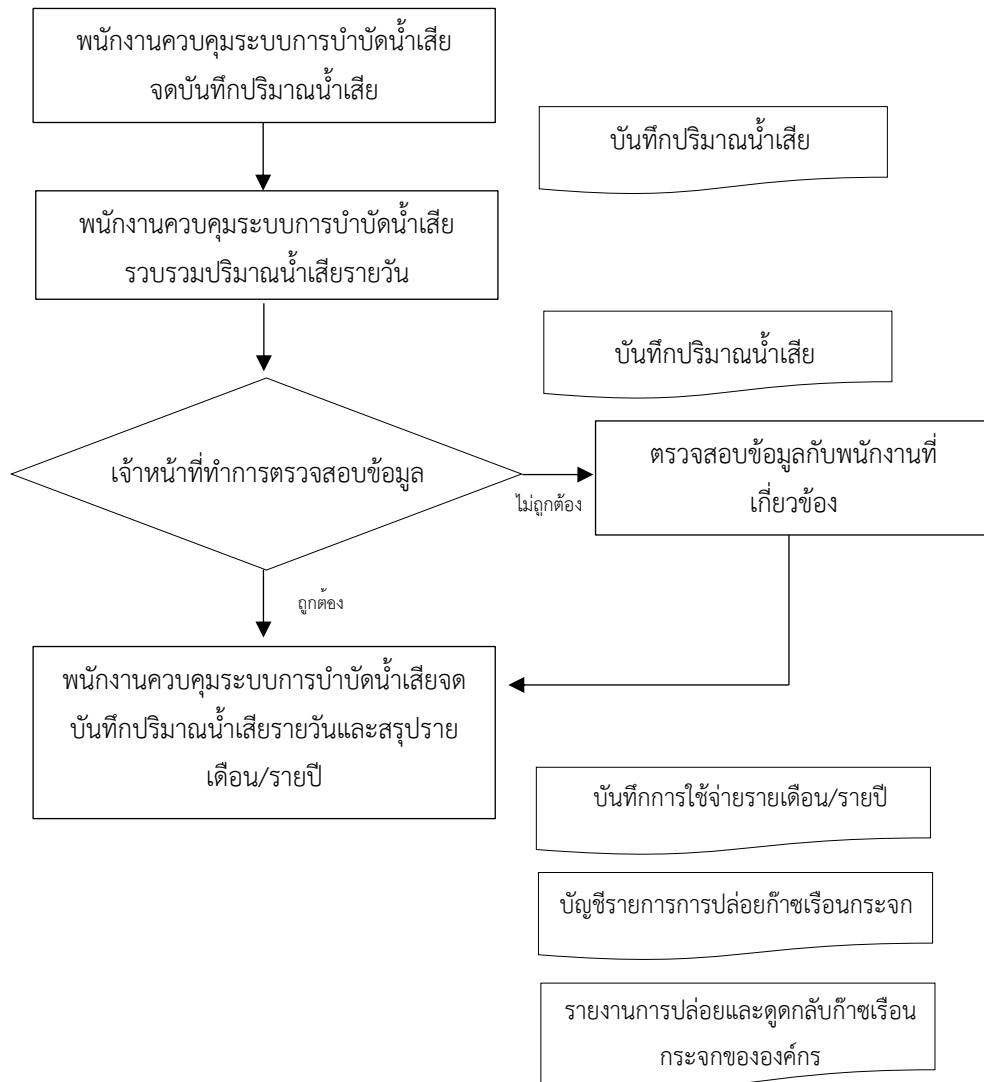 พนักงานควบคุมระบบการบำบัดน้ำเสีย
จดบันทึกปริมาณน้ำเสีย
บันทึกปริมาณน้ำเสีย
พนักงานควบคุมระบบการบำบัดน้ำเสีย
รวบรวมปริมาณน้ำเสียรายวัน
บันทึกปริมาณน้ำเสีย
เจ้าหน้าที่ทำการตรวจสอบข้อมูล
ไม่ถูกต้อง
ตรวจสอบข้อมูลกับพนักงานที่
เกี่ยวข้อง
ถูกต้อง
พนักงานควบคุมระบบการบำบัดน้ำเสียจด
บันทึกปริมาณน้ำเสียรายวันและสรุปราย
เดือน/รายปี
บันทึกการใช้จ่ายรายเดือน/รายปี
บัญชีรายการการปล่อยก๊าซเรือนกระจก
รายงานการปล่อยและดูดกลับก๊าซเรือน
กระจกขององค์กร